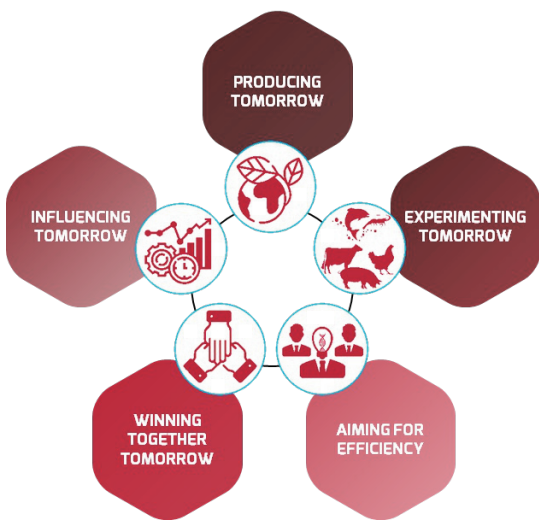 PRODUCING
TOMORROW
INFLUENCING
TOMORROW
EXPERIMENTING
TOMORROW
WINNING
TOGETHER
TOMORROW
AIMING FOR
EFFICIENCY